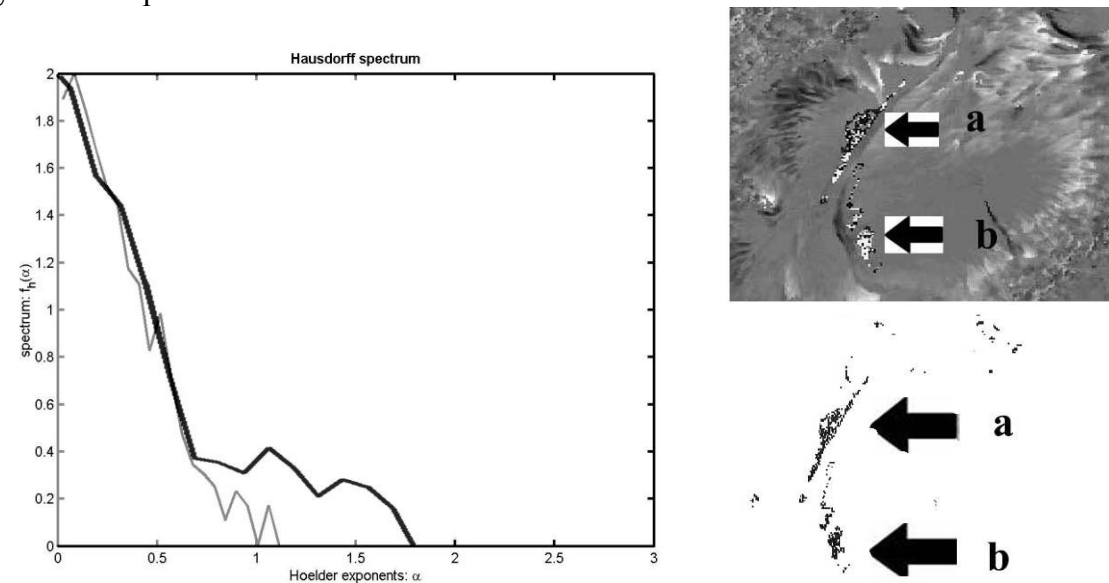 Hausdorff spectrum
2
1.8
1.6
1.4
1.2
1
0.8
0.6
0.4
0.2
0
spectrum: fh(α)
0 0.5 1 1.5 2 2.5 3
Hoelder exponents: α
a
b
a
b